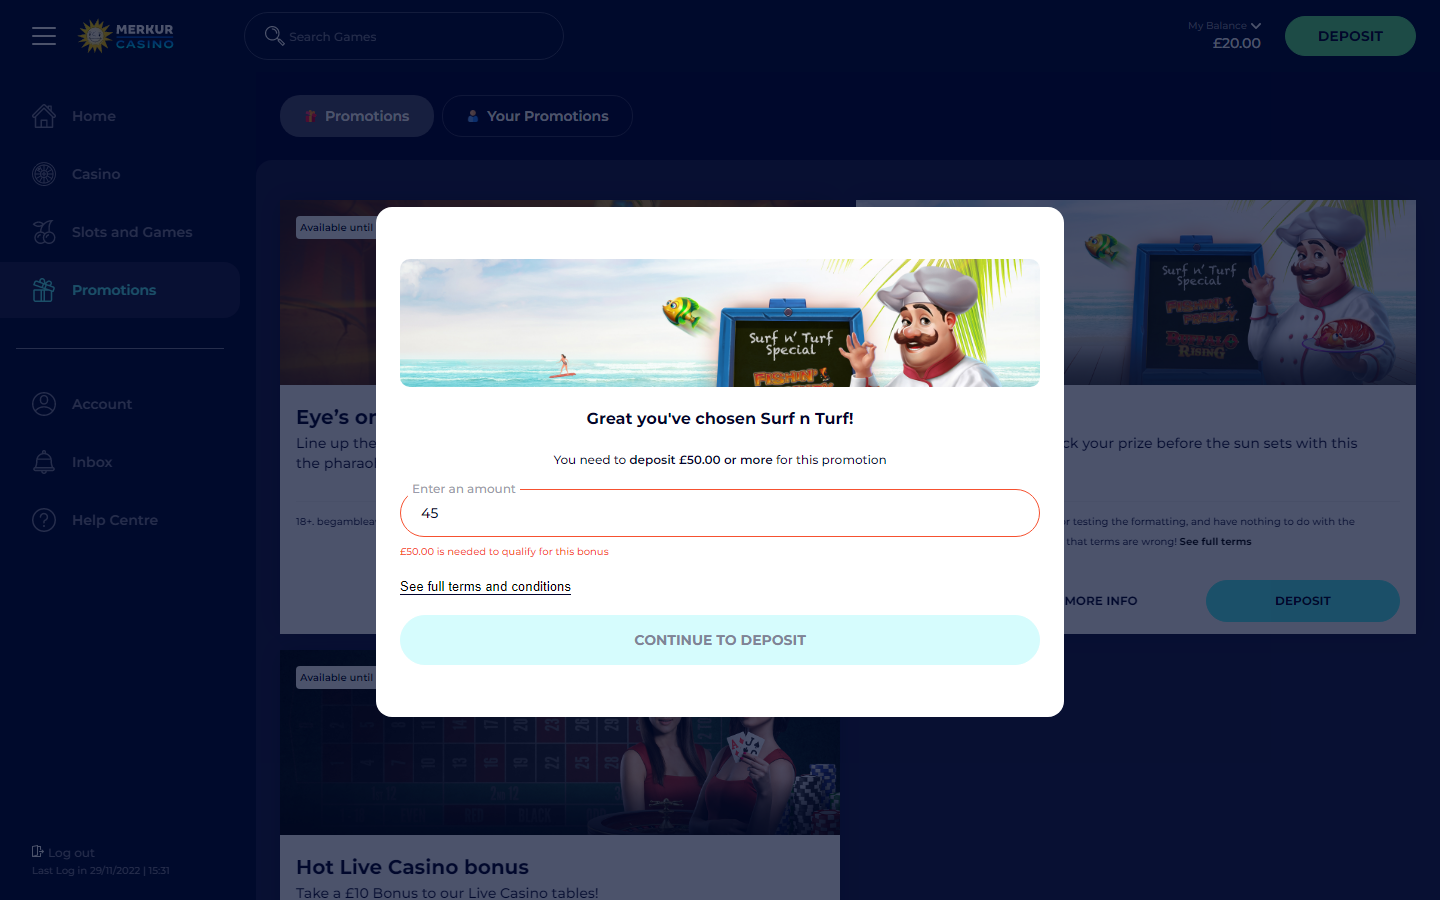 MERKUR
CASINO
Search Games
My Balance
£20.00
DEPOSIT
Home
Casino
Slots and Games
Promotions
Account
Inbox
Help Centre
Log out
Last Log in 29/11/2022 | 15:31
Promotions
Your Promotions
Available until
Surf n' Turf
Special
FISHIN'
FRENZY
BUFFALO
RISING
Eye's or
Line up the
the pharaoh
18+. begamblea
ck your prize before the sun sets with this
r testing the formatting, and have nothing to do with the
that terms are wrong! See full terms
MORE INFO
DEPOSIT
Surf n' Turf
Special
FISHIN'
Great you've chosen Surf n Turf!
You need to deposit £50.00 or more for this promotion
Enter an amount
45
£50.00 is needed to qualify for this bonus
See full terms and conditions
CONTINUE TO DEPOSIT
Available until
Hot Live Casino bonus
Take a £10 Bonus to our Live Casino tables!